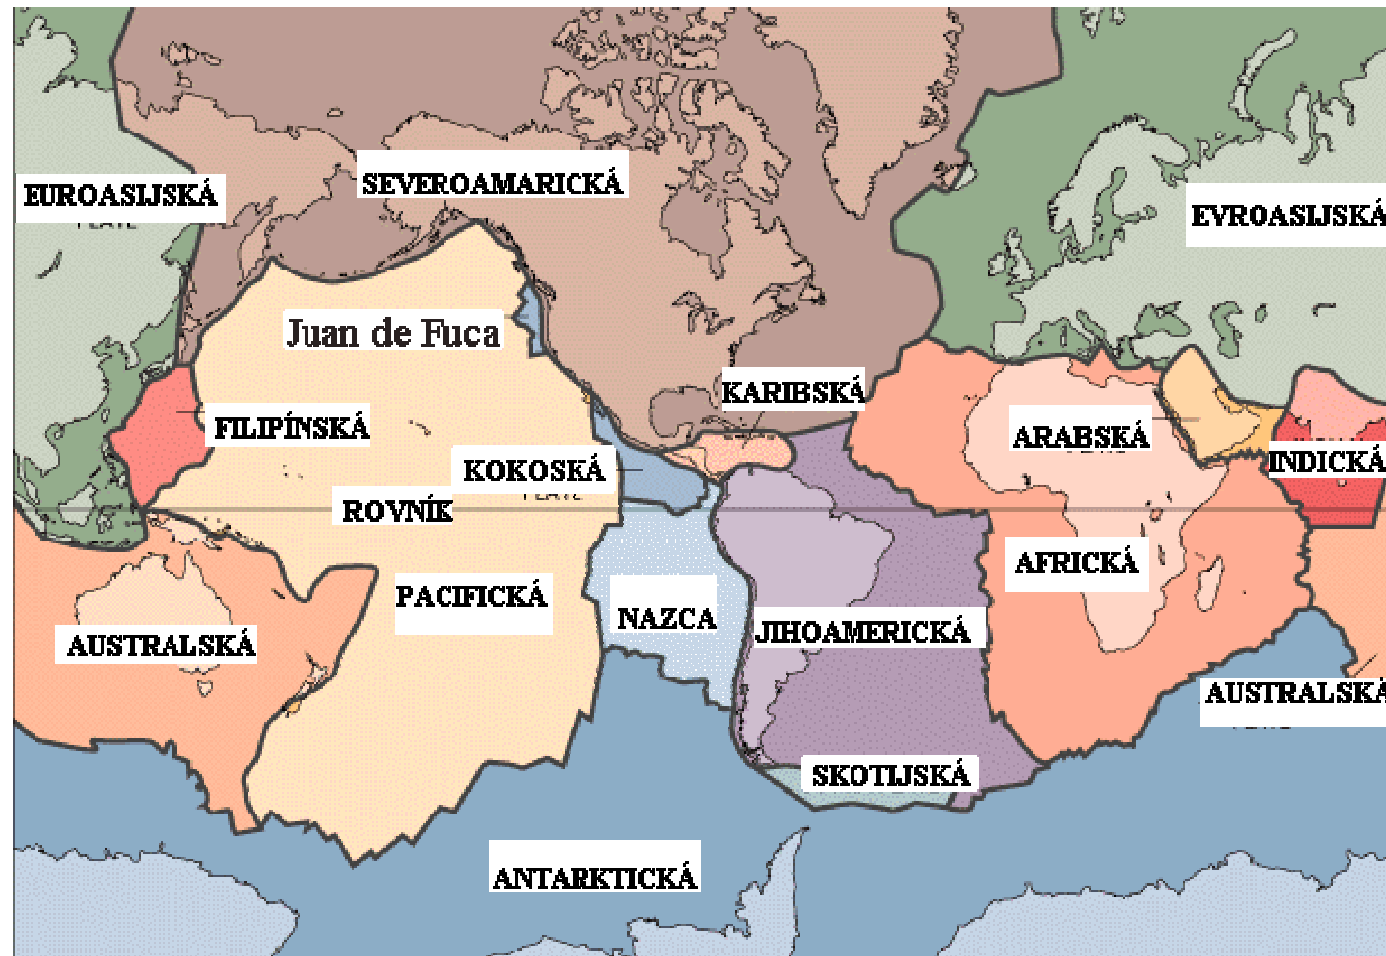 EUROASIJSKÁ
SEVEROAMARICKÁ
EVROASIJSKÁ
Juan de Fuca
KARIBSKÁ
FILIPÍNSKÁ
ARABSKÁ
KOKOSKÁ
INDICKÁ
ROVNÍK
AFRICKÁ
PACIFICKÁ
NAZCA
JIHOAMERICKÁ
AUSTRALSKÁ
AUSTRALSKÁ
SKOTIJSKÁ
ANTARKTICKÁ